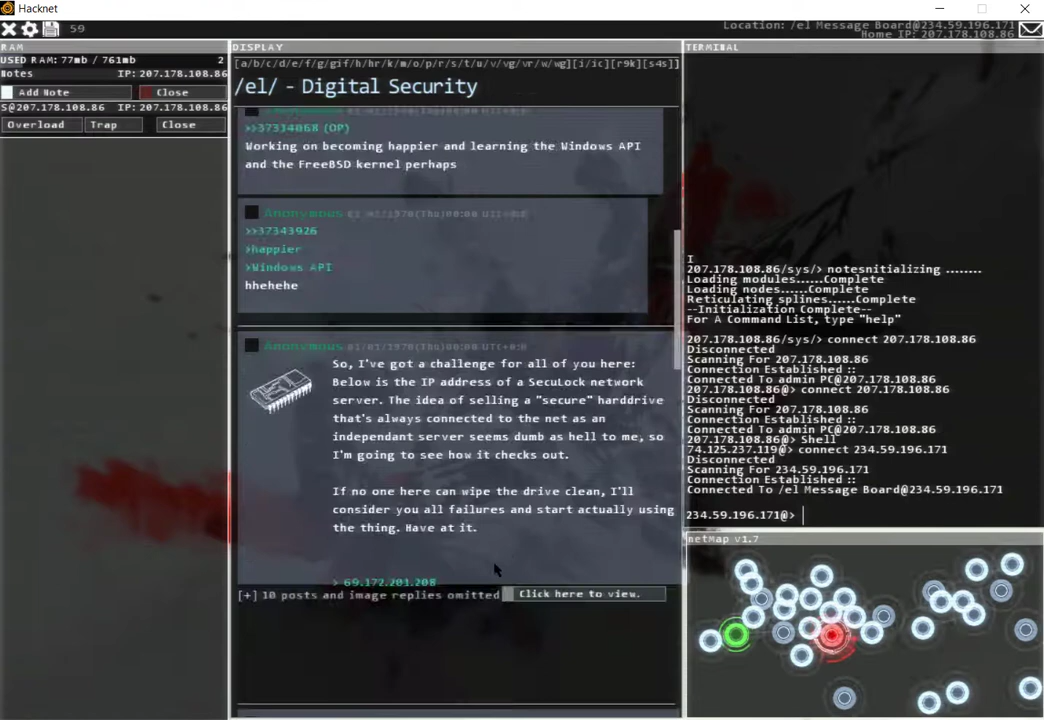 Hacknet
59
Location: /el Message Board@234.59.196.171
Home IP: 207.178.108.86
RAM
USED RAM: 77mb / 761mb 2
Notes IP: 207.178.108.86
Add Note Close
S@207.178.108.86 IP: 207.178.108.86
Overload Trap Close
DISPLAY
[a/b/c/d/e/f/g/gif/h/hr/k/m/o/p/r/s/t/u/v/vg/vr/w/wg][i/ic][r9k][s4s]
/el/ - Digital Security
>>37334068 (OP)
Working on becoming happier and learning the Windows API
and the FreeBSD kernel perhaps
Anonymous
>>37343926
>happier
>Windows API
hhehehe
Anonymous 01/01/1970(Thu)00:00 UTC+0:0
So, I've got a challenge for all of you here:
Below is the IP address of a SecuLock network
server. The idea of selling a "secure" harddrive
that's always connected to the net as an
independant server seems dumb as hell to me, so
I'm going to see how it checks out.
If no one here can wipe the drive clean, I'll
consider you all failures and start actually using
the thing. Have at it.
> 69.172.201.208
[+] 10 posts and image replies omitted Click here to view.
TERMINAL
I
207.178.108.86/sys/> notesnitializing ........
Loading modules......Complete
Loading nodes......Complete
Reticulating splines......Complete
--Initialization Complete--
For A Command List, type "help"
207.178.108.86/sys/> connect 207.178.108.86
Disconnected
Scanning For 207.178.108.86
Connection Established ::
Connected To admin PC@207.178.108.86
207.178.108.86@> connect 207.178.108.86
Disconnected
Scanning For 207.178.108.86
Connection Established ::
Connected To admin PC@207.178.108.86
207.178.108.86@> Shell
74.125.237.119@> connect 234.59.196.171
Disconnected
Scanning For 234.59.196.171
Connection Established ::
Connected To /el Message Board@234.59.196.171
234.59.196.171@>
netMap v1.7